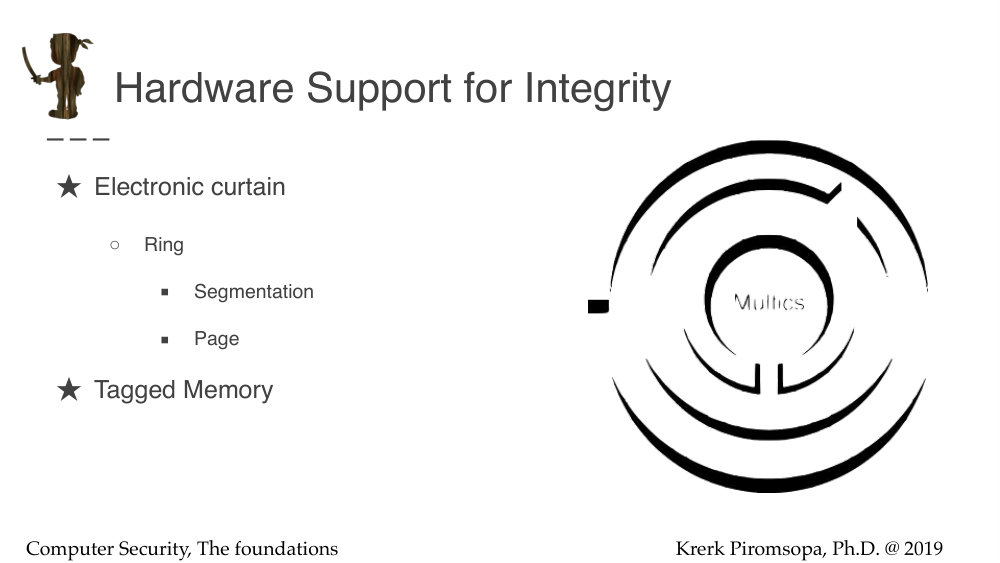 Hardware Support for Integrity
★ Electronic curtain
○ Ring
▪ Segmentation
▪ Page
★ Tagged Memory
Multics
Computer Security, The foundations
Krerk Piromsopa, Ph.D. @ 2019